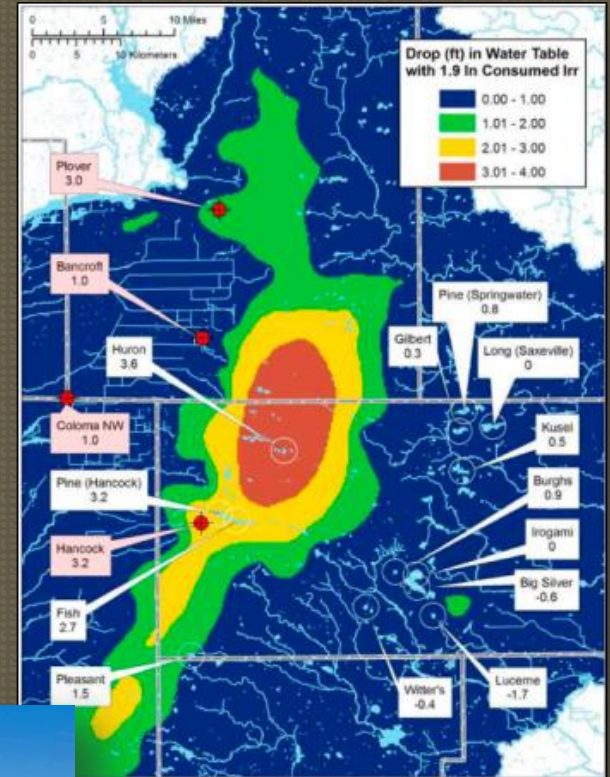 0 5 10 Miles
0 5 10 Kilometers
Drop (ft) in Water Table
with 1.9 In Consumed Irr
0.00 - 1.00
1.01 - 2.00
2.01 - 3.00
3.01 - 4.00
Plover
3.0
Bancroft
1.0
Huron
3.6
Pine (Springwater)
0.8
Gilbert
0.3
Long (Saxeville)
0
Coloma NW
1.0
Kusel
0.5
Pine (Hancock)
3.2
Burghs
0.9
Irogami
0
Hancock
3.2
Big Silver
-0.6
Fish
2.7
Pleasant
1.5
Witter's
-0.4
Lucerne
-1.7